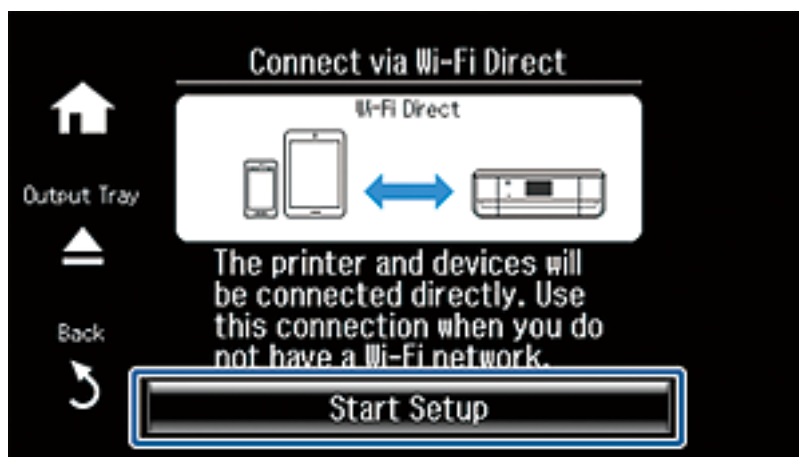 Connect via Wi-Fi Direct
Wi-Fi Direct
Output Tray
The printer and devices will
be connected directly. Use
this connection when you do
not have a Wi-Fi network.
Back
Start Setup